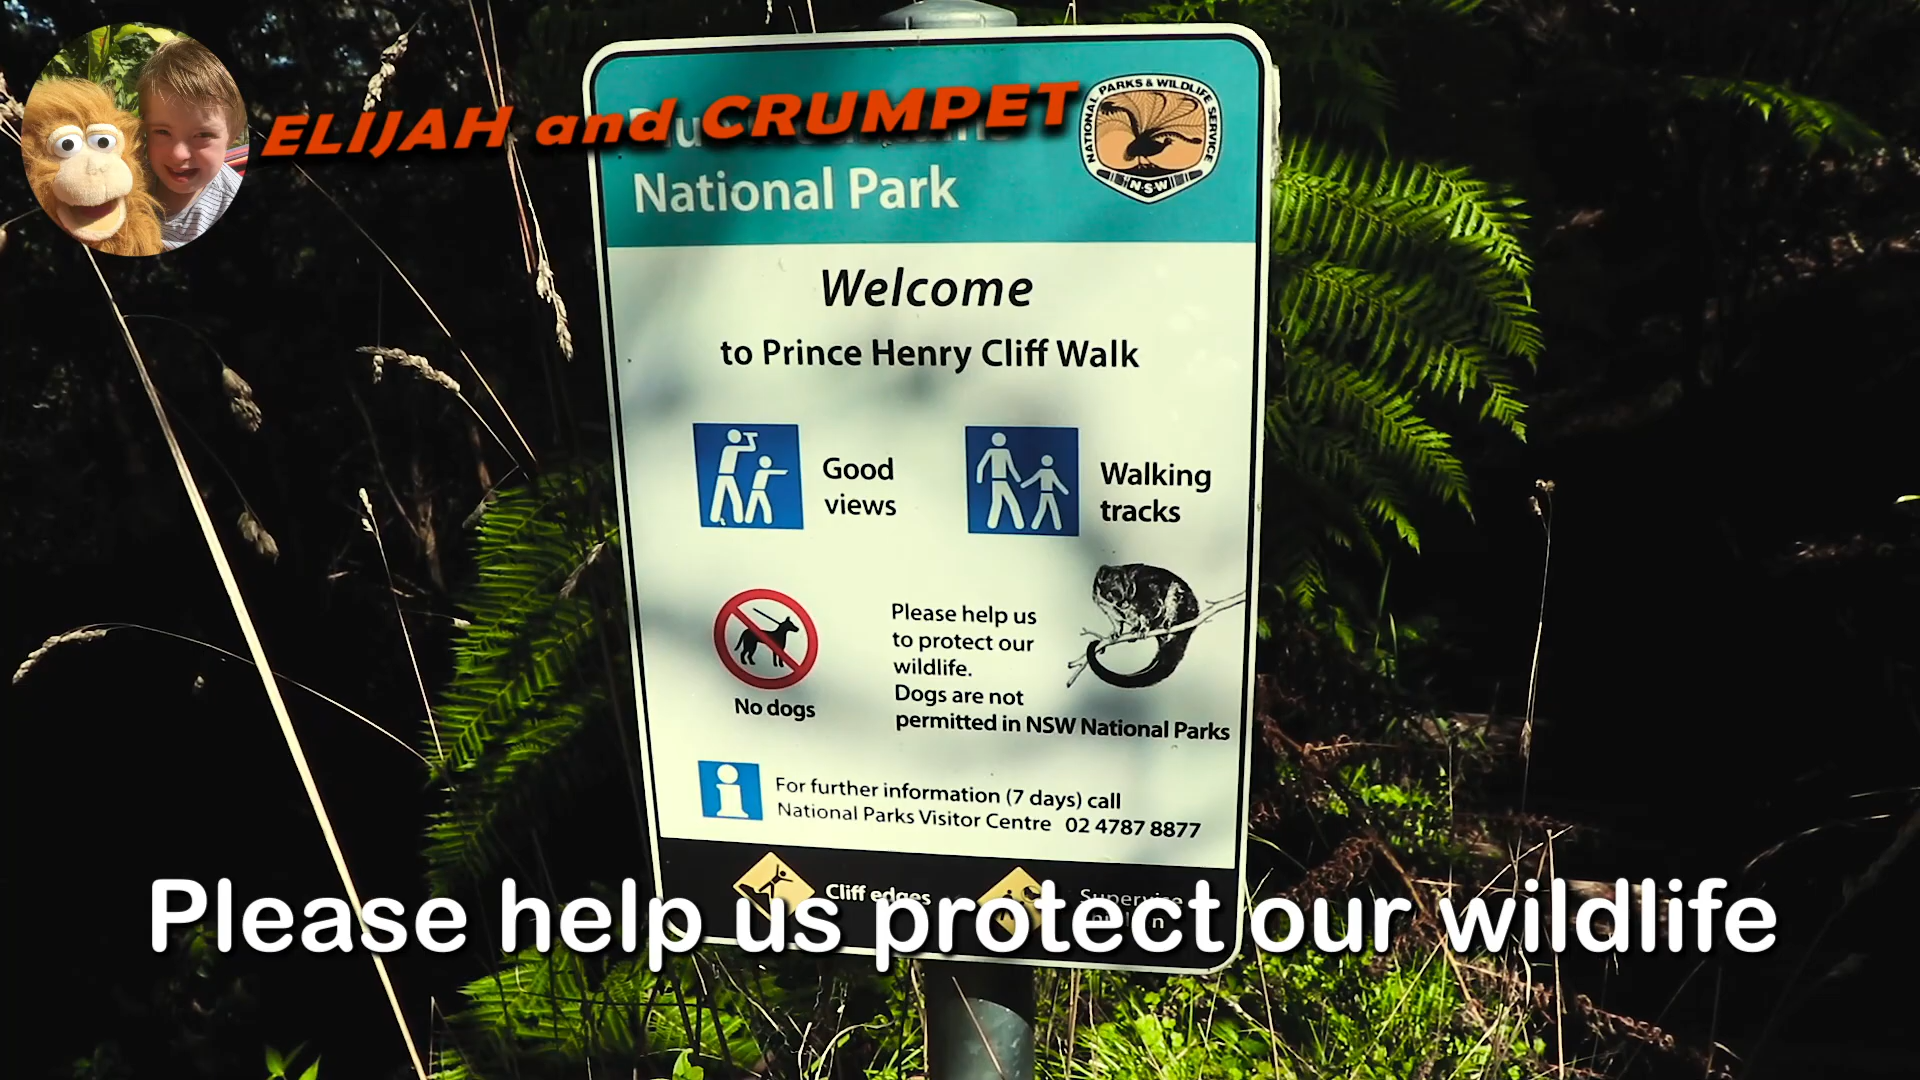 ELIJAH and CRUMPET
National Park
NATIONAL PARKS & WILDLIFE SERVICE
N·S·W
Welcome
to Prince Henry Cliff Walk
Good
views
Walking
tracks
No dogs
Please help us
to protect our
wildlife.
Dogs are not
permitted in NSW National Parks
For further information (7 days) call
National Parks Visitor Centre 02 4787 8877
Cliff edges
Supervise
Please help us protect our wildlife